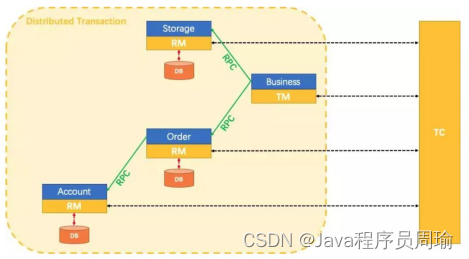 Distributed Transaction
Storage
RM
DB
RPC
Business
TM
RPC
Order
RM
DB
RPC
Account
RM
DB
TC
CSDN @Java程序员周瑜